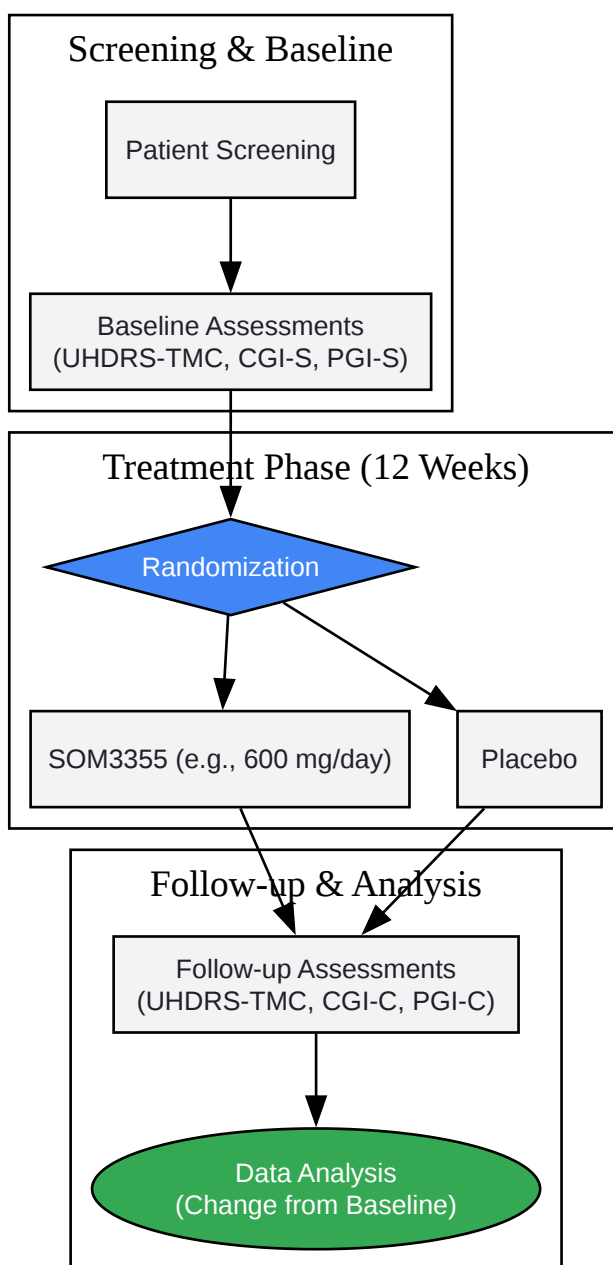 Screening & Baseline
Patient Screening
Baseline Assessments
(UHDRS-TMC, CGI-S, PGI-S)
Treatment Phase (12 Weeks)
Randomization
SOM3355 (e.g., 600 mg/day)
Placebo
Follow-up & Analysis
Follow-up Assessments
(UHDRS-TMC, CGI-C, PGI-C)
Data Analysis
(Change from Baseline)